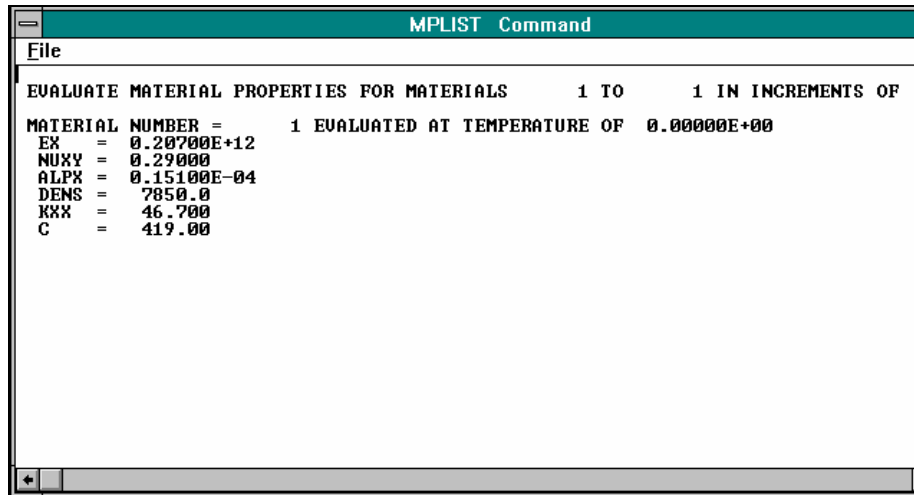 MPLIST Command
File
EVALUATE MATERIAL PROPERTIES FOR MATERIALS 1 TO 1 IN INCREMENTS OF
MATERIAL NUMBER = 1 EVALUATED AT TEMPERATURE OF 0.00000E+00
EX = 0.20700E+12
NUXY = 0.29000
ALPX = 0.15100E-04
DENS = 7850.0
KXX = 46.700
C = 419.00